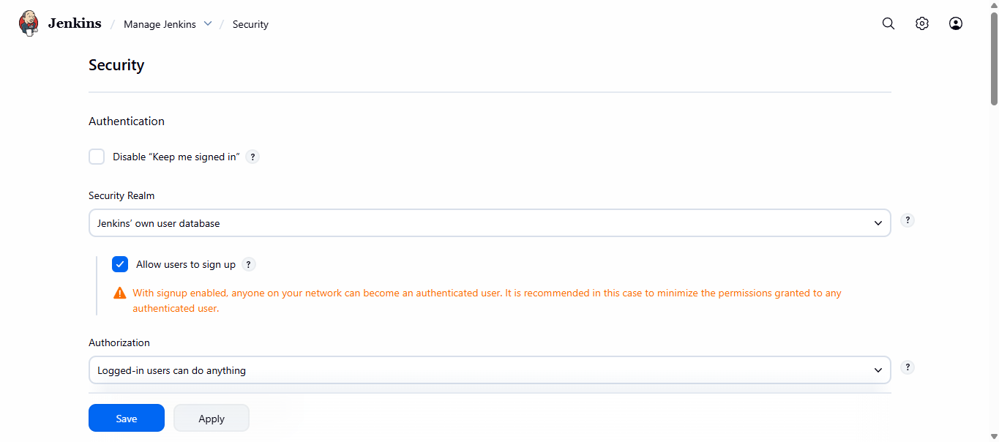 Jenkins / Manage Jenkins / Security
Security
Authentication
Disable “Keep me signed in” ?
Security Realm
Jenkins’ own user database ?
Allow users to sign up ?
With signup enabled, anyone on your network can become an authenticated user. It is recommended in this case to minimize the permissions granted to any
authenticated user.
Authorization
Logged-in users can do anything ?
Save Apply